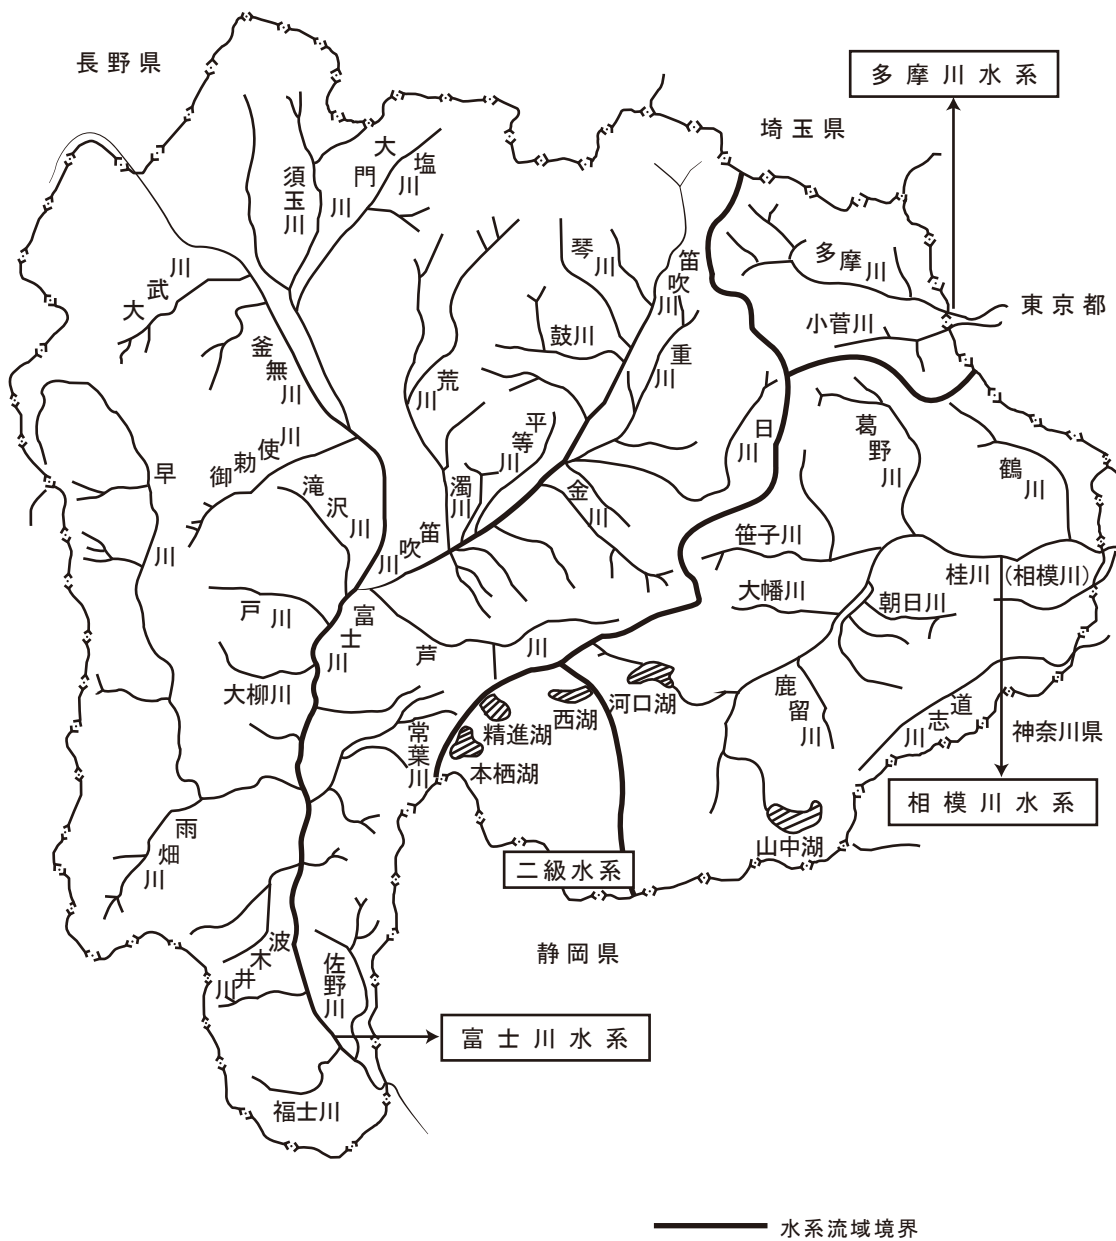 長野県
多摩川水系
埼玉県
大門川
塩川
須玉川
琴川
笛吹川
多摩川
大武川
東京都
小菅川
鼓川
釜無川
重川
荒川
平等川
日川
葛野川
御勅使川
早川
滝沢川
濁川
金川
鶴川
笛吹川
笹子川
桂川(相模川)
大幡川
朝日川
戸川
富士川
芦川
大柳川
鹿留川
河口湖
西湖
精進湖
本栖湖
常葉川
道志川
神奈川県
相模川水系
雨畑川
山中湖
二級水系
静岡県
波木井川
佐野川
富士川水系
福士川
水系流域境界